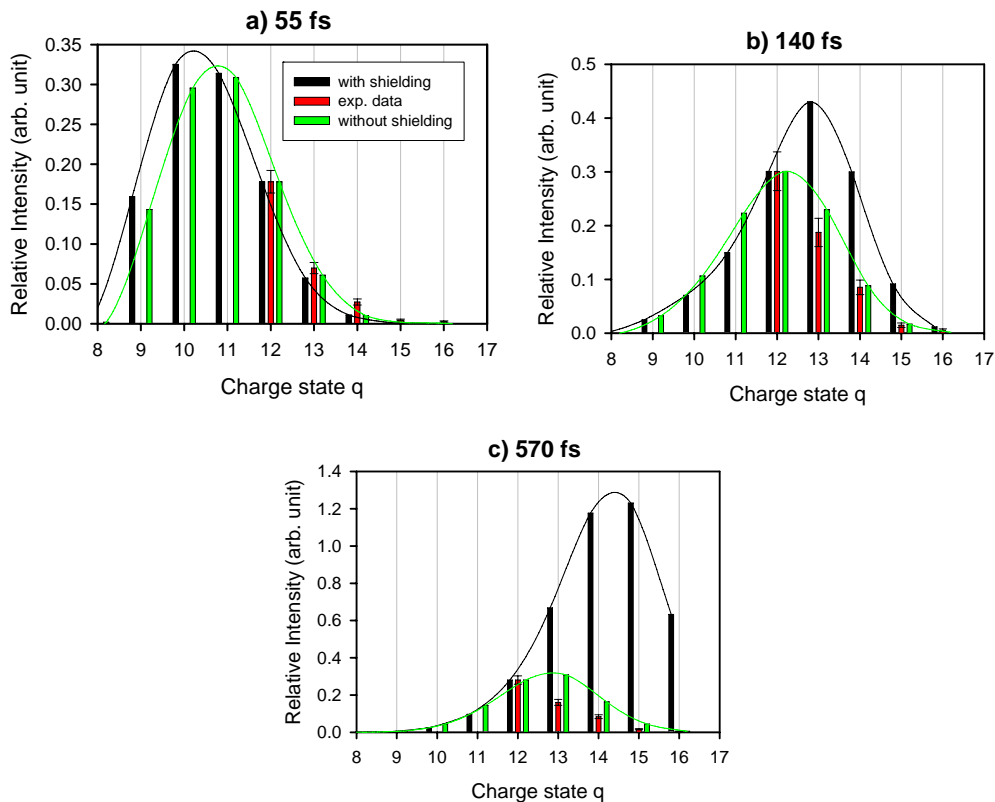 a) 55 fs
Relative Intensity (arb. unit)
0.35
0.30
0.25
0.20
0.15
0.10
0.05
0.00
with shielding
exp. data
without shielding
8 9 10 11 12 13 14 15 16 17
Charge state q
b) 140 fs
Relative Intensity (arb. unit)
0.5
0.4
0.3
0.2
0.1
0.0
8 9 10 11 12 13 14 15 16 17
Charge state q
c) 570 fs
Relative Intensity (arb. unit)
1.4
1.2
1.0
0.8
0.6
0.4
0.2
0.0
8 9 10 11 12 13 14 15 16 17
Charge state q